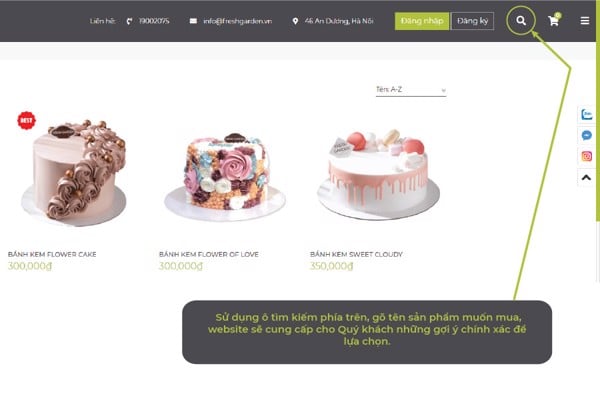 Liên hệ: 19002075 info@freshgarden.vn 46 An Dương, Hà Nội Đăng nhập Đăng ký 0
Tên: A-Z
BEST
BÁNH KEM FLOWER CAKE BÁNH KEM FLOWER OF LOVE BÁNH KEM SWEET CLOUDY
300,000₫ 300,000₫ 350,000₫
Sử dụng ô tìm kiếm phía trên, gõ tên sản phẩm muốn mua,
website sẽ cung cấp cho Quý khách những gợi ý chính xác để
lựa chọn.